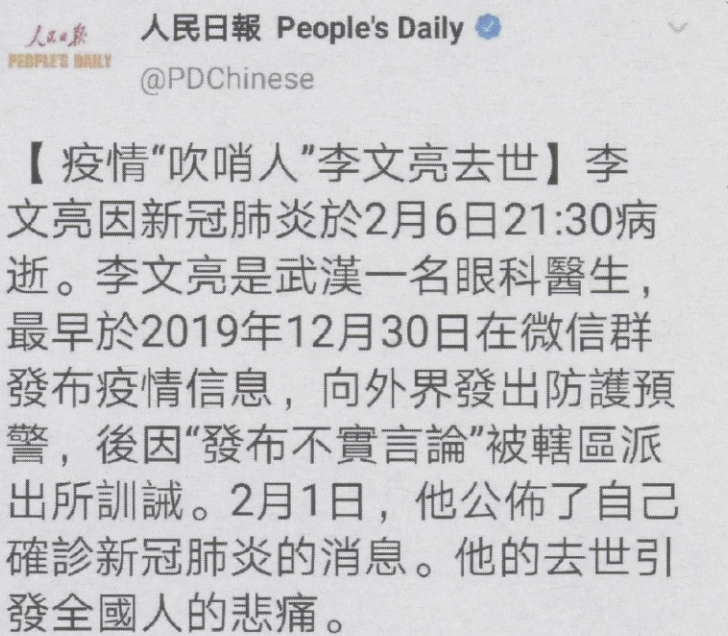 人民日报
PEOPLE'S DAILY
人民日報 People's Daily
@PDChinese
【疫情“吹哨人”李文亮去世】李
文亮因新冠肺炎於2月6日21:30病
逝。李文亮是武漢一名眼科醫生,
最早於2019年12月30日在微信群
發布疫情信息,向外界發出防護預
警,後因“發布不實言論”被轄區派
出所訓誡。2月1日,他公佈了自己
確診新冠肺炎的消息。他的去世引
發全國人的悲痛。